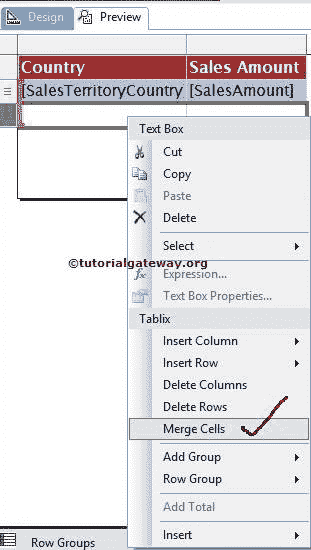 Design Preview
Country Sales Amount
[SalesTerritoryCountry [SalesAmount]
Text Box
Cut
Copy
Paste
Delete
Select
©tutorialgateway.org
fx Expression...
Text Box Properties...
Tablix
Insert Column
Insert Row
Delete Columns
Delete Rows
Merge Cells
Add Group
Row Group
Add Total
Insert
Row Groups